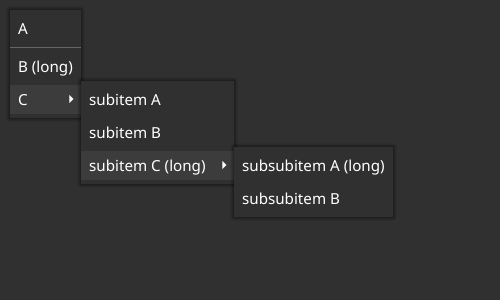 A
B (long)
C
subitem A
subitem B
subitem C (long)
subsubitem A (long)
subsubitem B